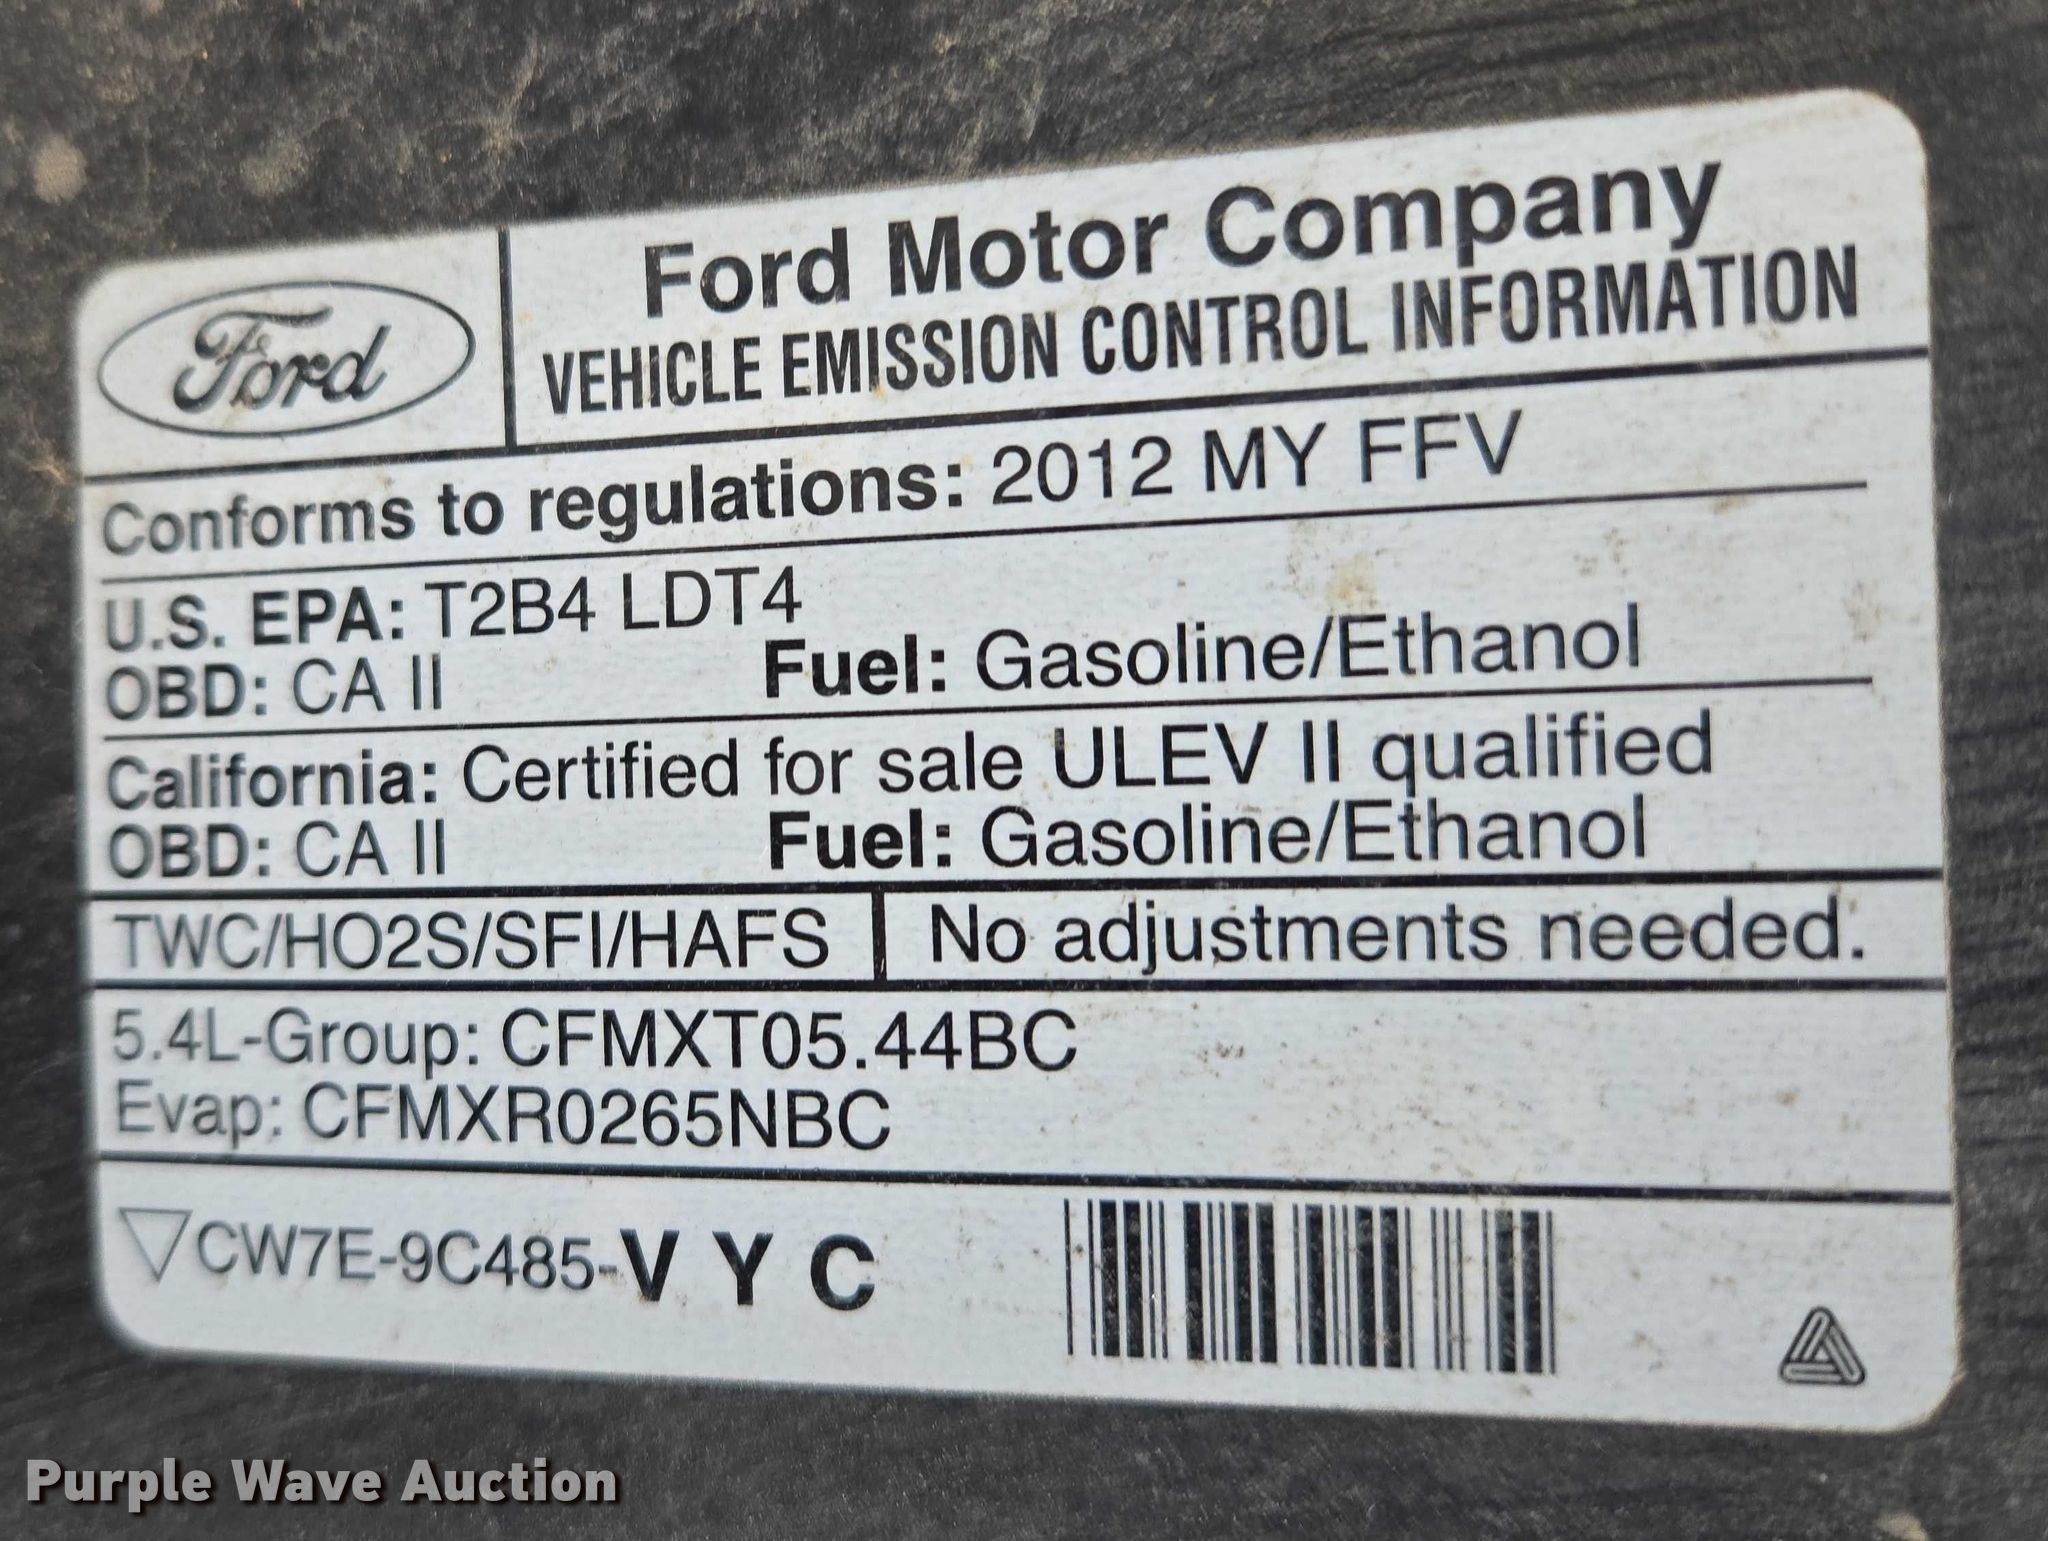 Ford
Ford Motor Company
VEHICLE EMISSION CONTROL INFORMATION
Conforms to regulations: 2012 MY FFV
U.S. EPA: T2B4 LDT4
OBD: CA II Fuel: Gasoline/Ethanol
California: Certified for sale ULEV II qualified
OBD: CA II Fuel: Gasoline/Ethanol
TWC/HO2S/SFI/HAFS No adjustments needed.
5.4L-Group: CFMXT05.44BC
Evap: CFMXR0265NBC
▽CW7E-9C485-V Y C
Purple Wave Auction